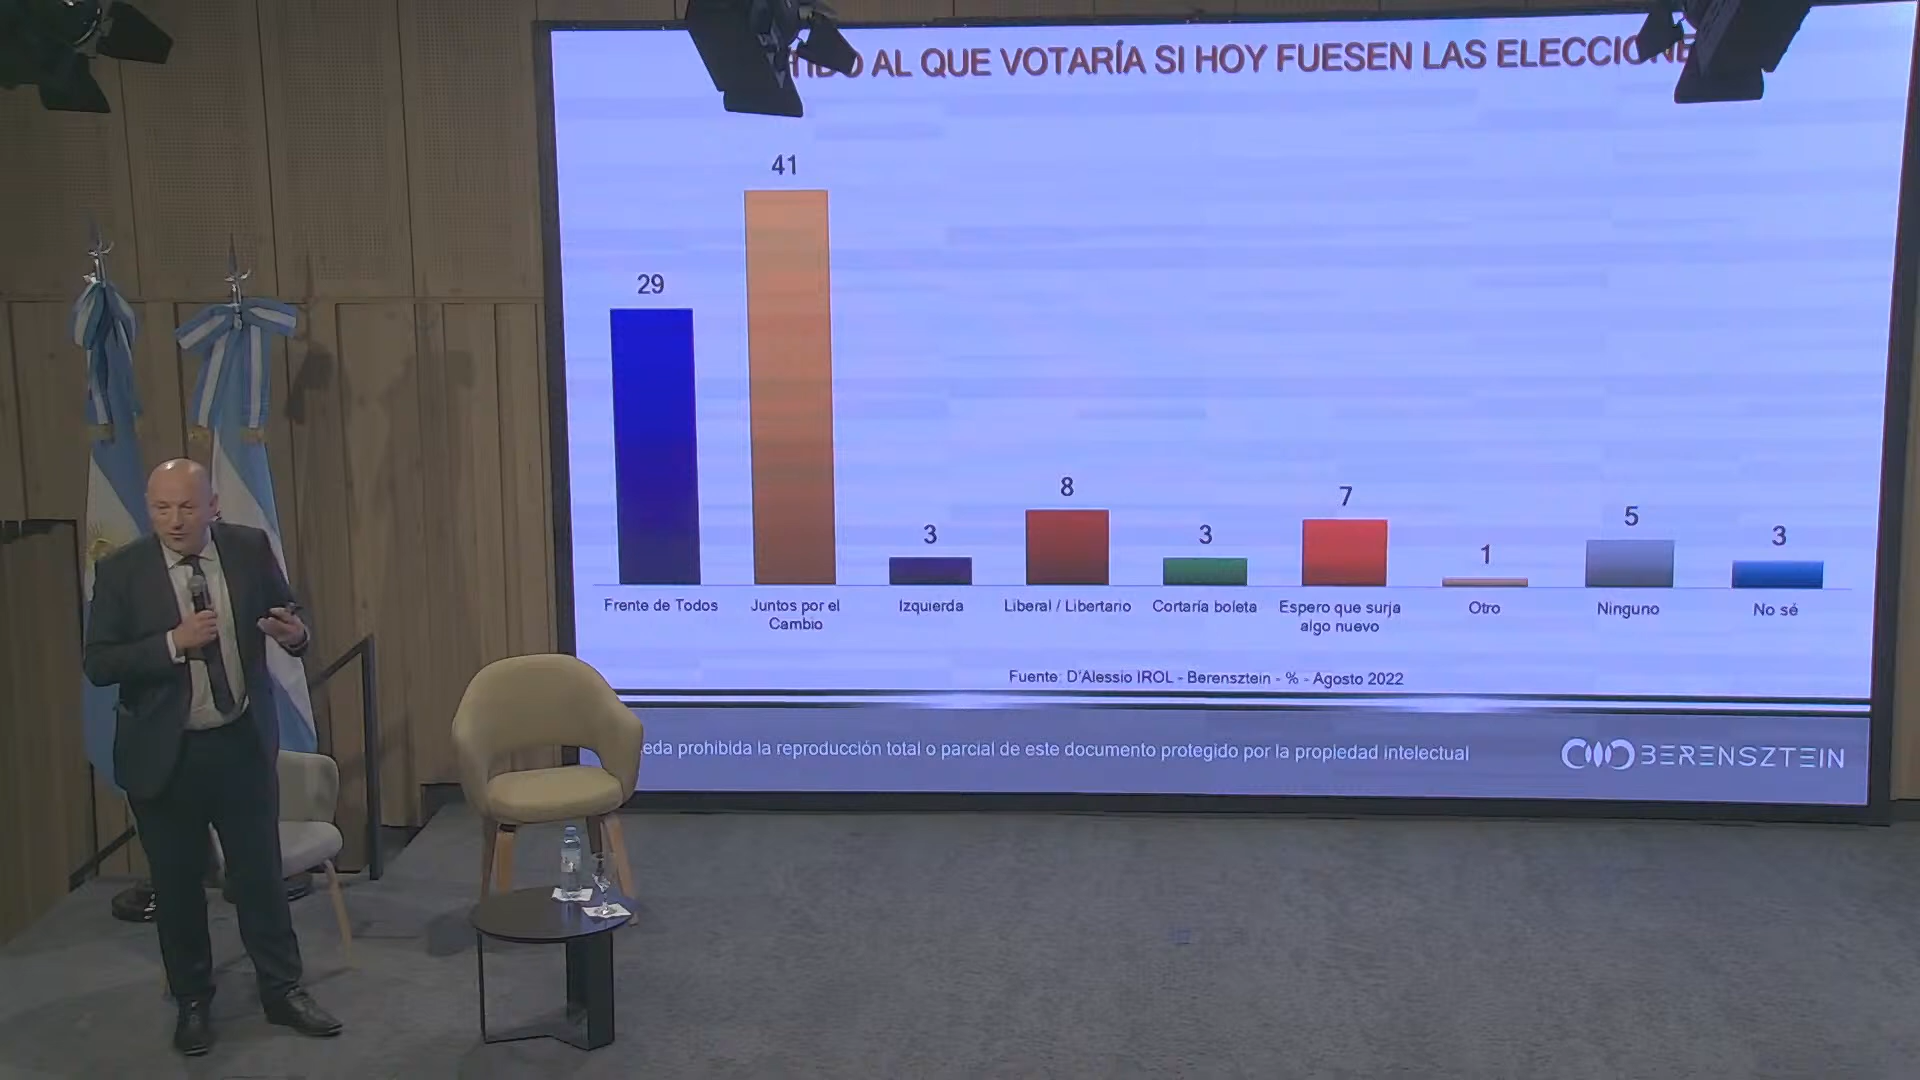 AL QUE VOTARÍA SI HOY FUESEN LAS
41
29
8
7
5
3
3
1
3
Frente de Todos
Juntos por el
Cambio
Izquierda
Liberal / Libertario
Cortaría boleta
Espero que surja
algo nuevo
Otro
Ninguno
No sé
Fuente: D'Alessio IROL - Berensztein - % - Agosto 2022
prohibida la reproducción total o parcial de este documento protegido por la propiedad intelectual
BERENSZTEIN